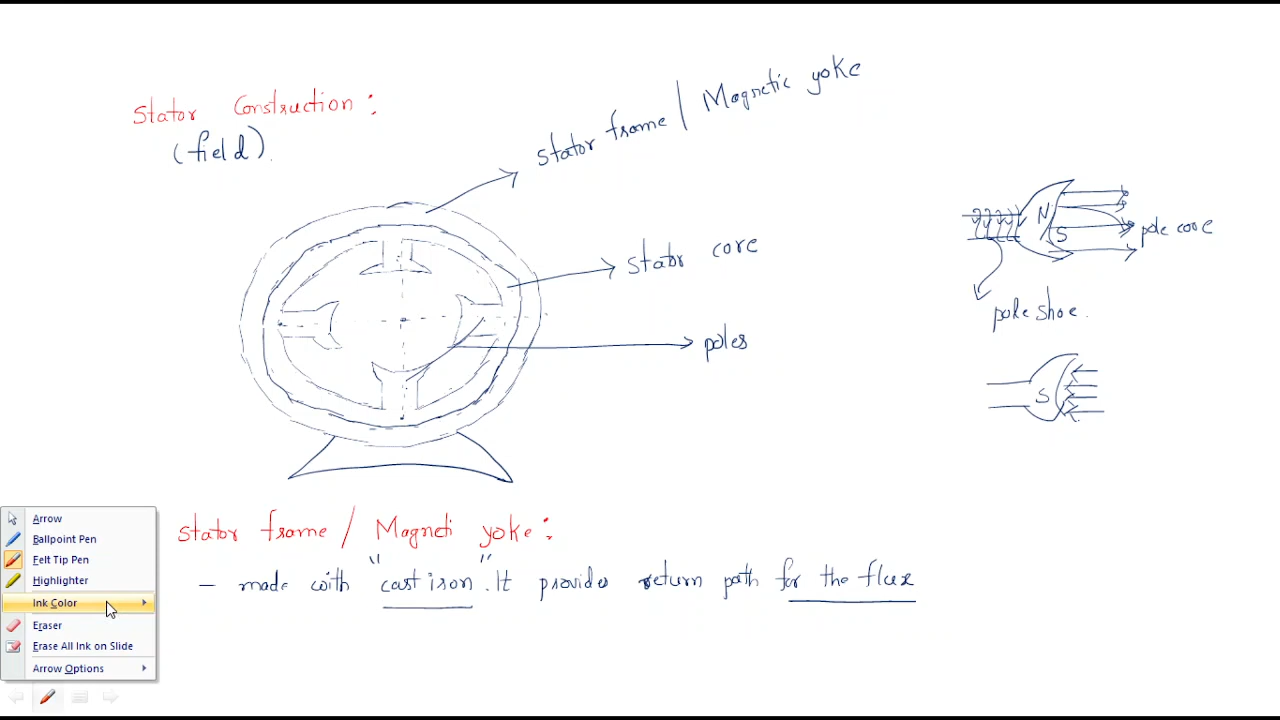 Stator Construction:
(field).
stator frame / Magnetic yoke
stator core
poles
N
S
pole core
pole shoe.
S
stator frame / Magneti yoke:
- made with "cast iron". It provides return path for the flux
Arrow
Ballpoint Pen
Felt Tip Pen
Highlighter
Ink Color
Eraser
Erase All Ink on Slide
Arrow Options